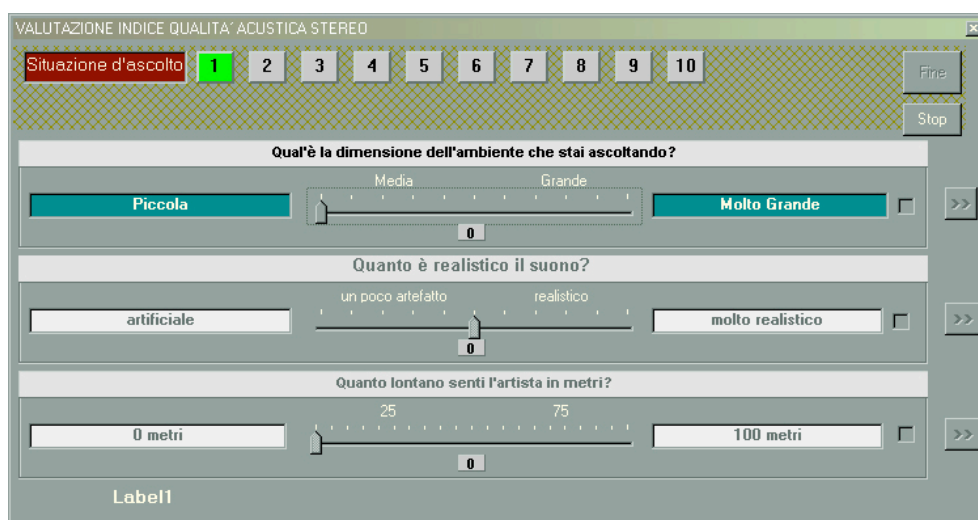 VALUTAZIONE INDICE QUALITA´ ACUSTICA STEREO
Situazione d'ascolto 1 2 3 4 5 6 7 8 9 10 Fine
Stop
Qual'è la dimensione dell'ambiente che stai ascoltando?
Media Grande
Piccola Molto Grande >>
0
Quanto è realistico il suono?
un poco artefatto realistico
artificiale molto realistico >>
0
Quanto lontano senti l'artista in metri?
25 75
0 metri 100 metri >>
0
Label1